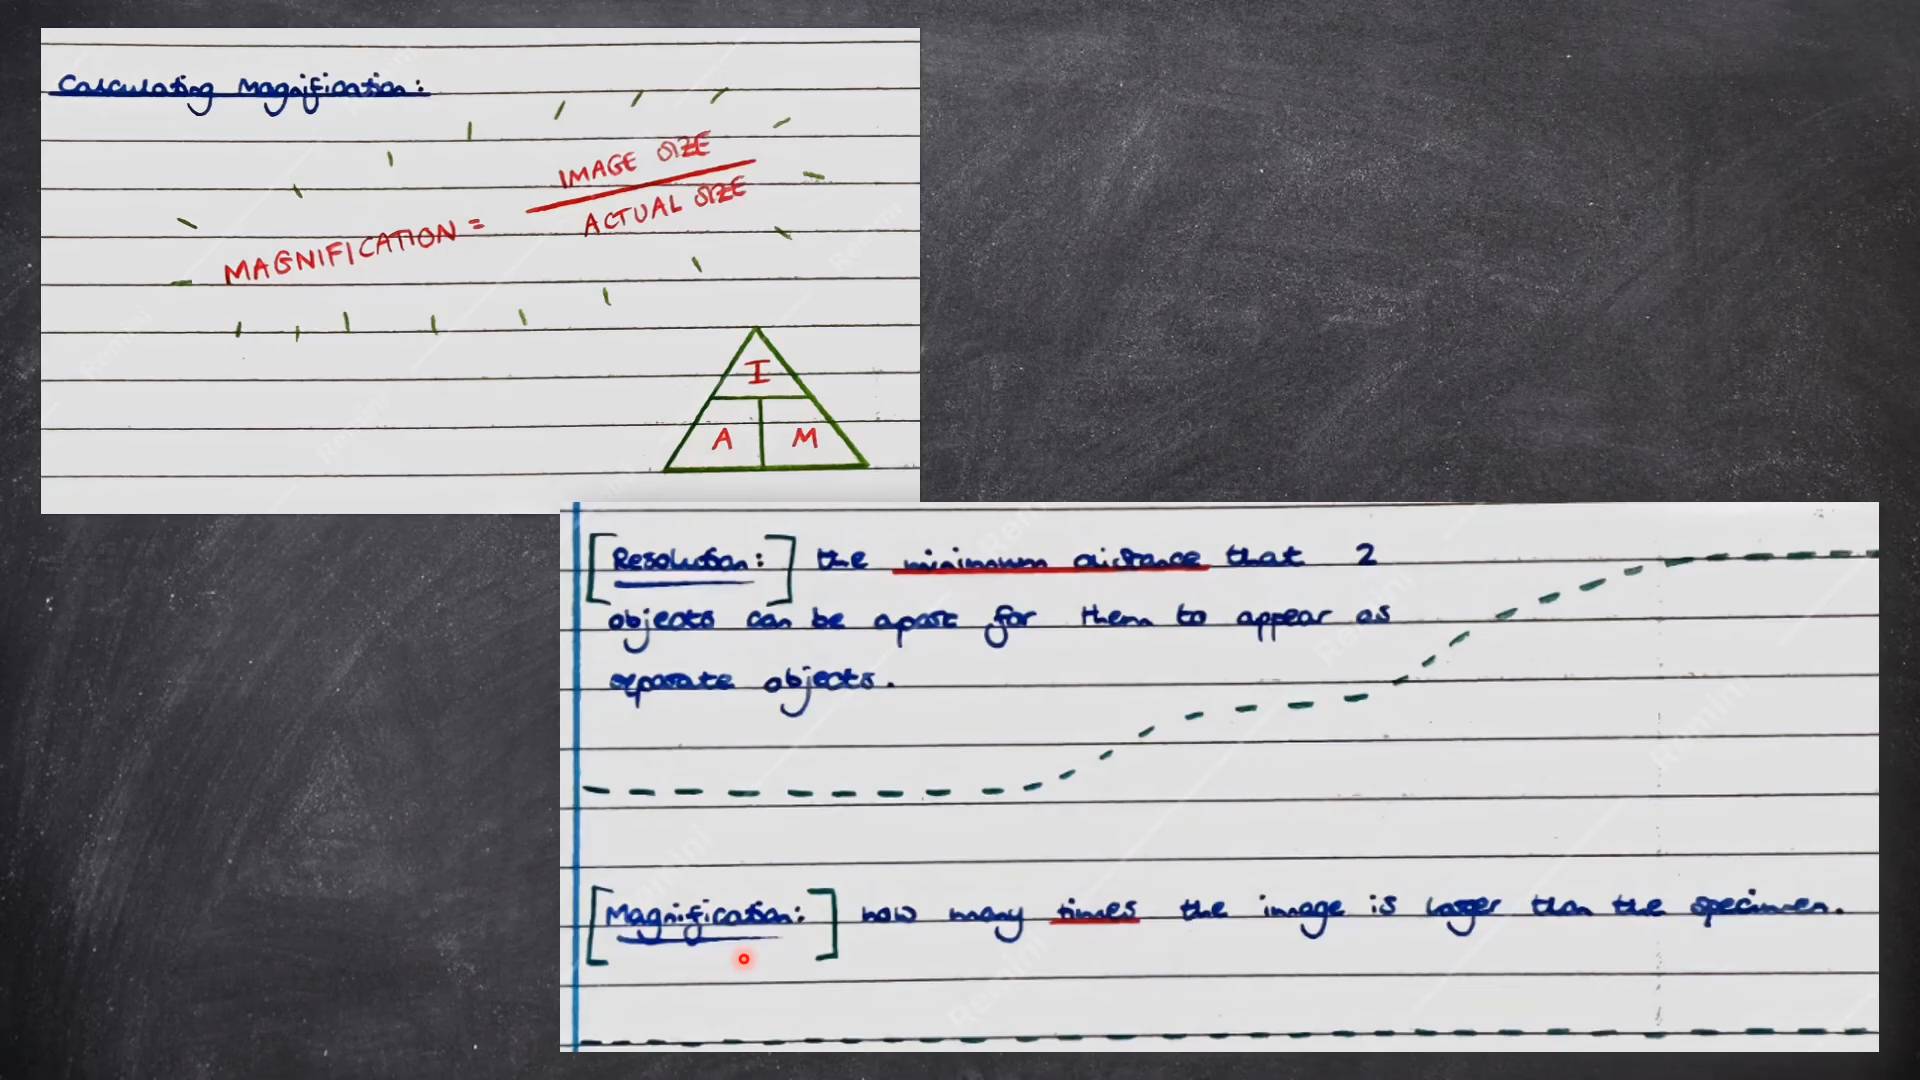 Calculating Magnification:
MAGNIFICATION = IMAGE SIZE
ACTUAL SIZE
I
A M
[Resolution:] the minimum distance that 2
objects can be apart for them to appear as
separate objects.
[Magnification:] how many times the image is larger than the specimen.
Remini